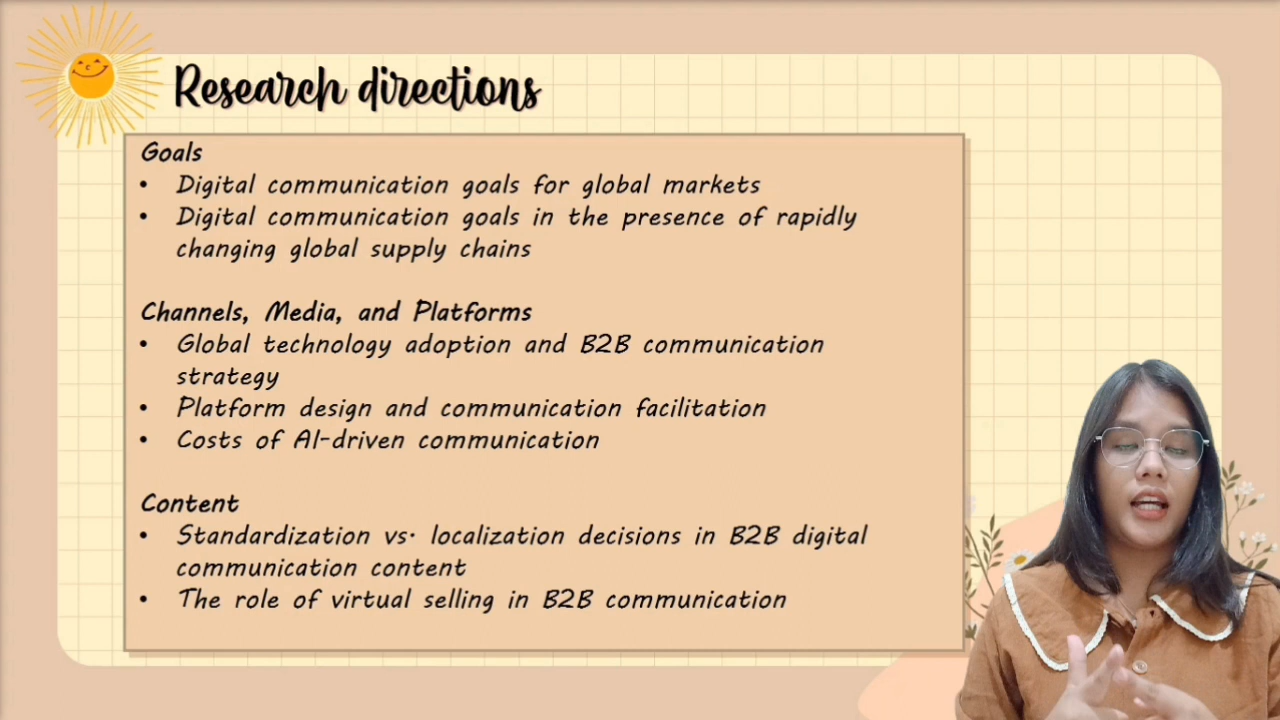 Research directions
Goals
• Digital communication goals for global markets
• Digital communication goals in the presence of rapidly
changing global supply chains
Channels, Media, and Platforms
• Global technology adoption and B2B communication
strategy
• Platform design and communication facilitation
• Costs of AI-driven communication
Content
• Standardization vs. localization decisions in B2B digital
communication content
• The role of virtual selling in B2B communication